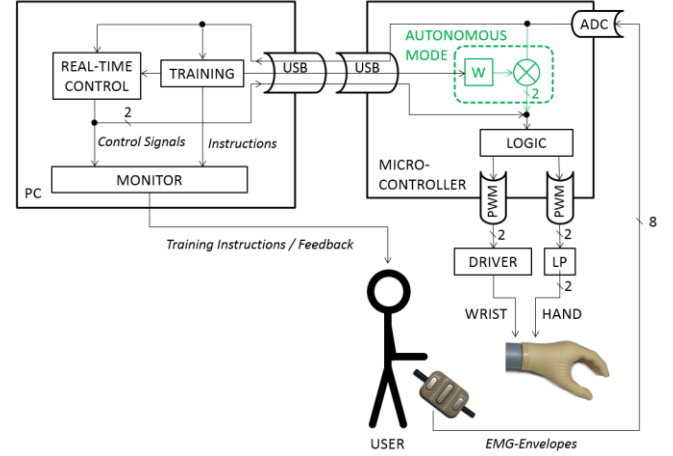 ADC
AUTONOMOUS
MODE
REAL-TIME
CONTROL
TRAINING
USB
USB
W
2
2
Control Signals
Instructions
LOGIC
MONITOR
PC
MICRO-
CONTROLLER
PWM
PWM
8
2
2
Training Instructions / Feedback
DRIVER
LP
2
WRIST
HAND
USER
EMG-Envelopes